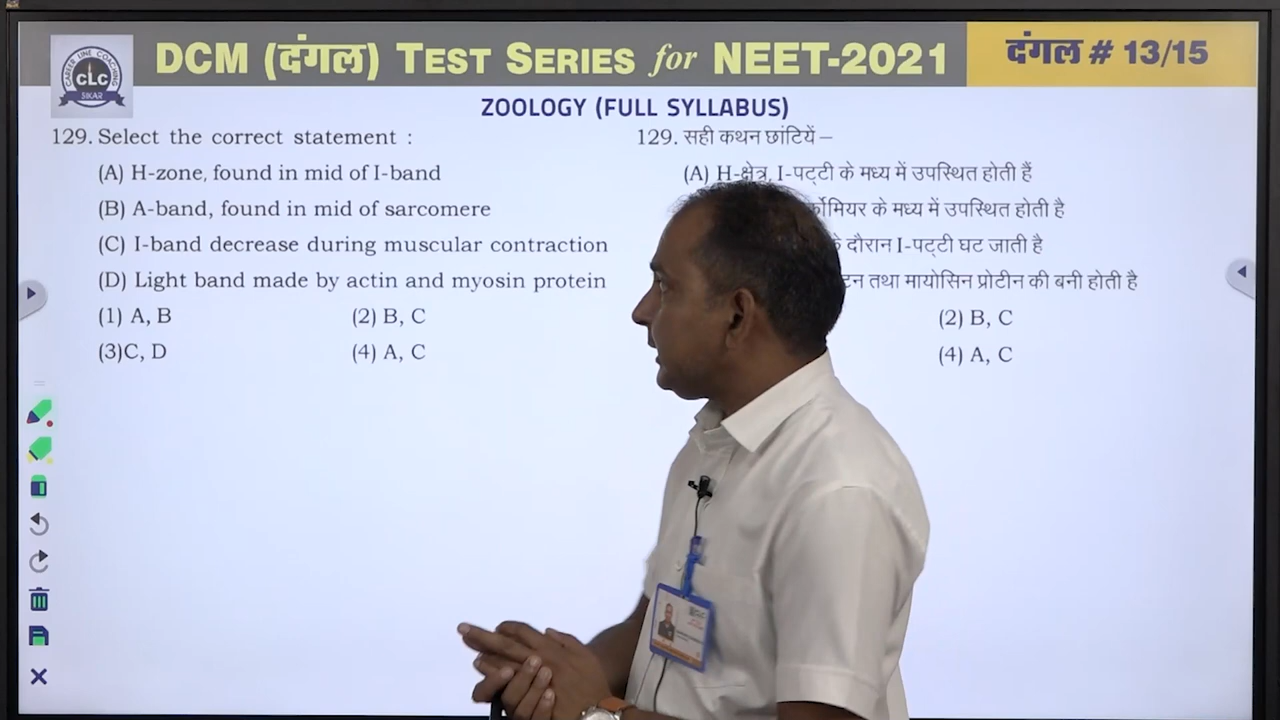 CAREER LINE COACHING
CLC
SIKAR
DCM (दंगल) TEST SERIES for NEET-2021
दंगल # 13/15
ZOOLOGY (FULL SYLLABUS)
129. Select the correct statement :
(A) H-zone, found in mid of I-band
(B) A-band, found in mid of sarcomere
(C) I-band decrease during muscular contraction
(D) Light band made by actin and myosin protein
(1) A, B (2) B, C
(3)C, D (4) A, C
129. सही कथन छांटियें –
(A) H-क्षेत्र, I-पट्टी के मध्य में उपस्थित होती हैं
के मध्य में उपस्थित होती है
दौरान I-पट्टी घट जाती है
तथा मायोसिन प्रोटीन की बनी होती है
(2) B, C
(4) A, C